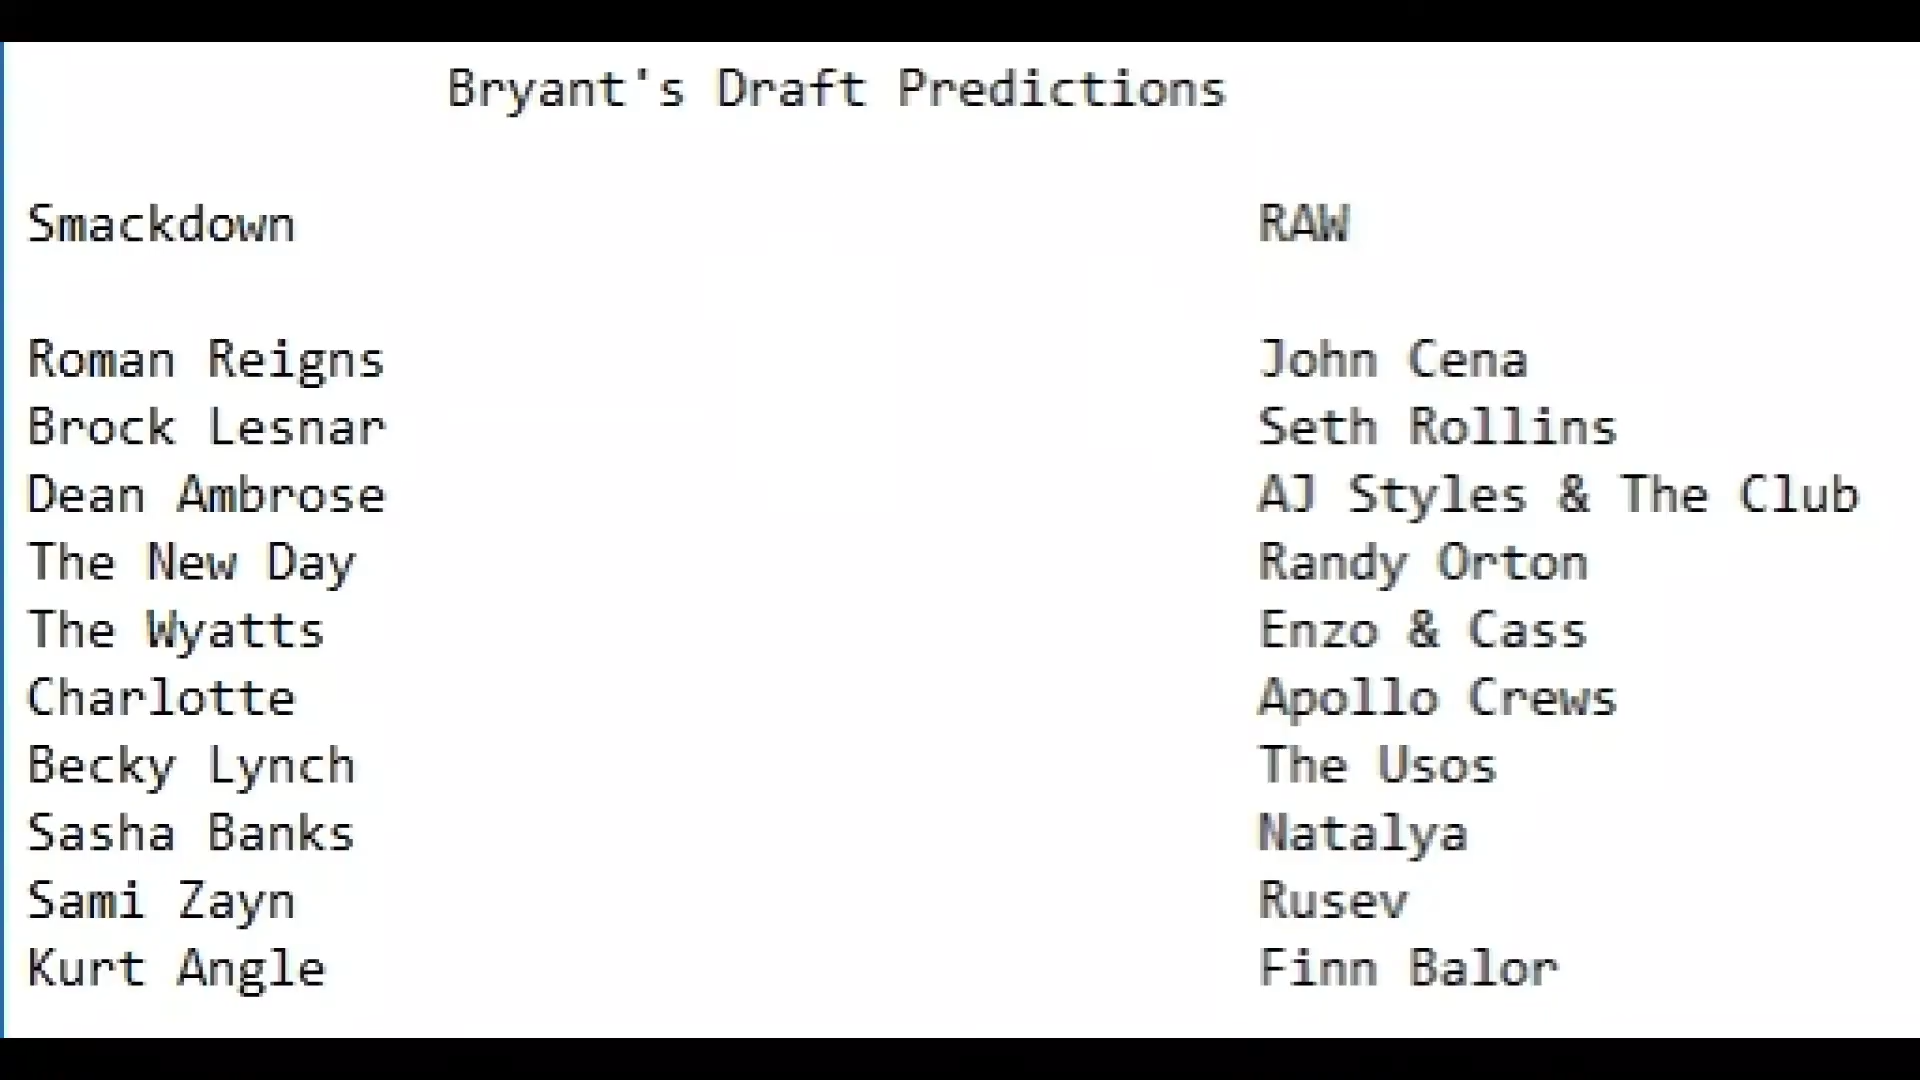 Bryant's Draft Predictions
Smackdown RAW
Roman Reigns John Cena
Brock Lesnar Seth Rollins
Dean Ambrose AJ Styles & The Club
The New Day Randy Orton
The Wyatts Enzo & Cass
Charlotte Apollo Crews
Becky Lynch The Usos
Sasha Banks Natalya
Sami Zayn Rusev
Kurt Angle Finn Balor